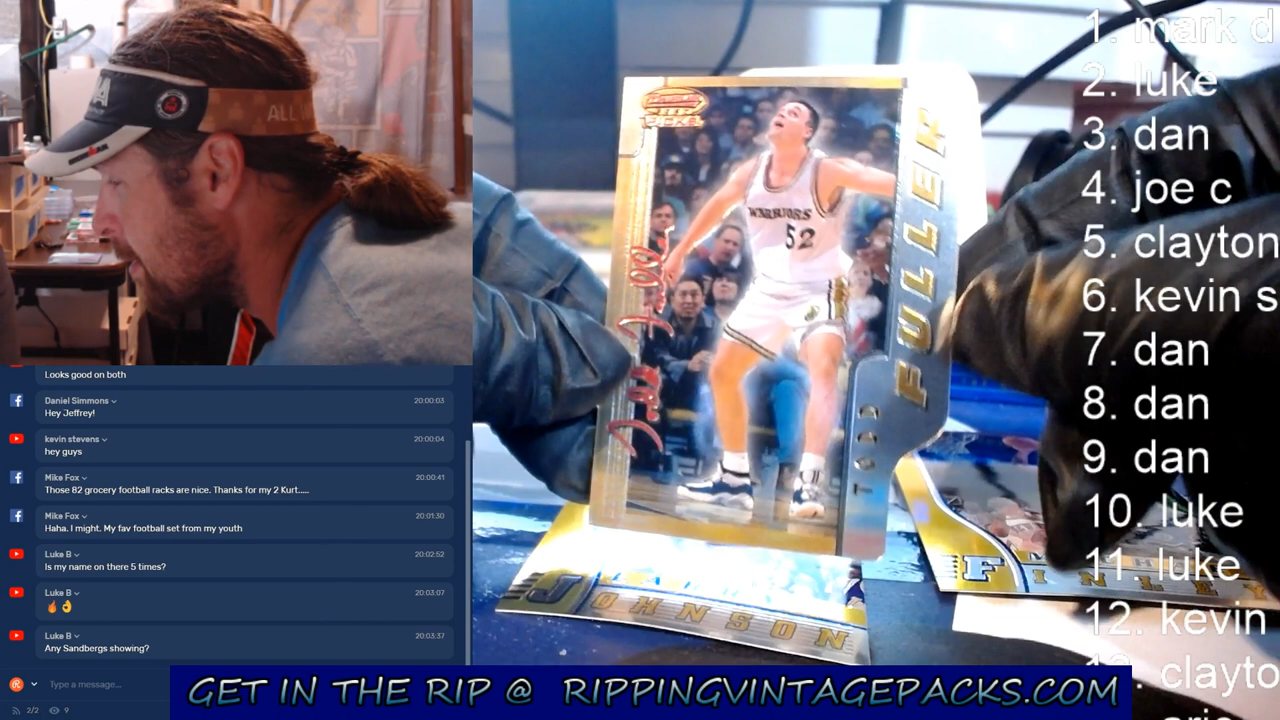 ALL
Looks good on both
Daniel Simmons
20:00:03
Hey Jeffrey!
kevin stevens
20:00:04
hey guys
Mike Fox
20:00:41
Those 82 grocery football racks are nice. Thanks for my 2 Kurt.....
Mike Fox
20:01:30
Haha. I might. My fav football set from my youth
Luke B
20:02:52
Is my name on there 5 times?
Luke B
20:03:07
🔥👌
Luke B
20:03:37
Any Sandbergs showing?
Type a message...
2/2
9
WARRIORS
52
TODD
FULLER
JOHNSON
FINLEY
1. mark d
2. luke
3. dan
4. joe c
5. clayton
6. kevin s
7. dan
8. dan
9. dan
10. luke
11. luke
12. kevin
13. clayto
GET IN THE RIP @ RIPPINGVINTAGEPACKS.COM